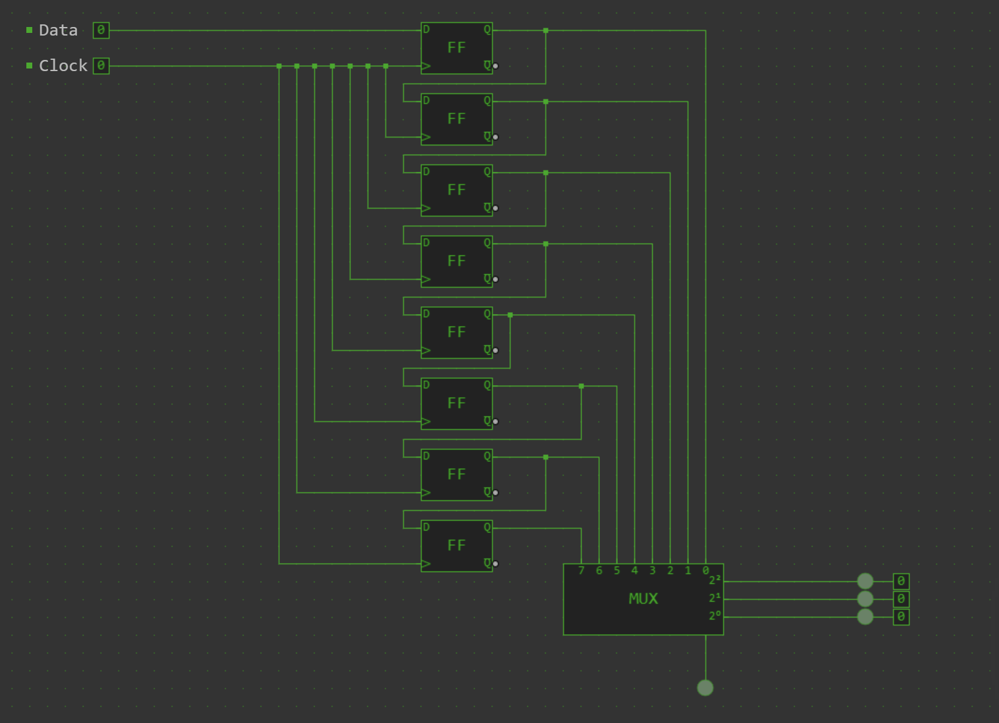 Data 0 D Q
FF
Clock 0 Q̅
D Q
FF
Q̅
D Q
FF
Q̅
D Q
FF
Q̅
D Q
FF
Q̅
D Q
FF
Q̅
D Q
FF
Q̅
D Q
FF
Q̅
7 6 5 4 3 2 1 0
2² 0
MUX 2¹ 0
2⁰ 0